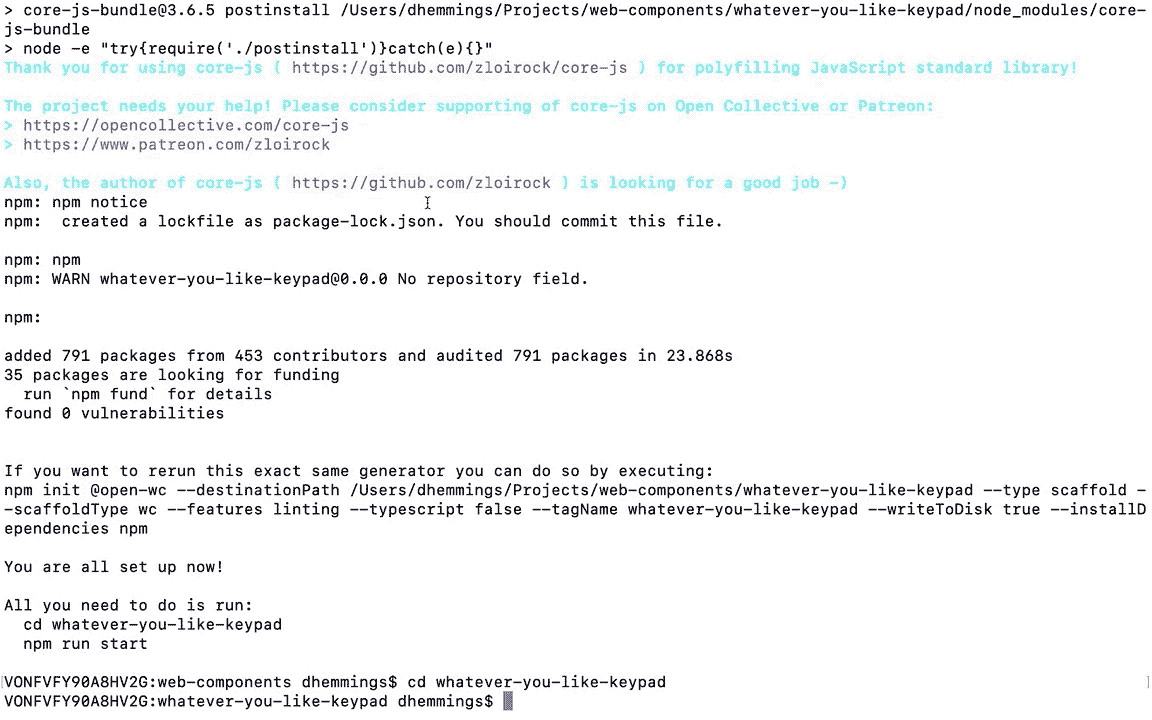 > core-js-bundle@3.6.5 postinstall /Users/dhemmings/Projects/web-components/whatever-you-like-keypad/node_modules/core-
js-bundle
> node -e "try{require('./postinstall')}catch(e){}"
Thank you for using core-js ( https://github.com/zloirock/core-js ) for polyfilling JavaScript standard library!
The project needs your help! Please consider supporting of core-js on Open Collective or Patreon:
> https://opencollective.com/core-js
> https://www.patreon.com/zloirock
Also, the author of core-js ( https://github.com/zloirock ) is looking for a good job -)
npm: npm notice
npm:  created a lockfile as package-lock.json. You should commit this file.
npm: npm
npm: WARN whatever-you-like-keypad@0.0.0 No repository field.
npm:
added 791 packages from 453 contributors and audited 791 packages in 23.868s
35 packages are looking for funding
  run `npm fund` for details
found 0 vulnerabilities
If you want to rerun this exact same generator you can do so by executing:
npm init @open-wc --destinationPath /Users/dhemmings/Projects/web-components/whatever-you-like-keypad --type scaffold -
-scaffoldType wc --features linting --typescript false --tagName whatever-you-like-keypad --writeToDisk true --installD
ependencies npm
You are all set up now!
All you need to do is run:
  cd whatever-you-like-keypad
  npm run start
VONFVFY90A8HV2G:web-components dhemmings$ cd whatever-you-like-keypad
VONFVFY90A8HV2G:whatever-you-like-keypad dhemmings$